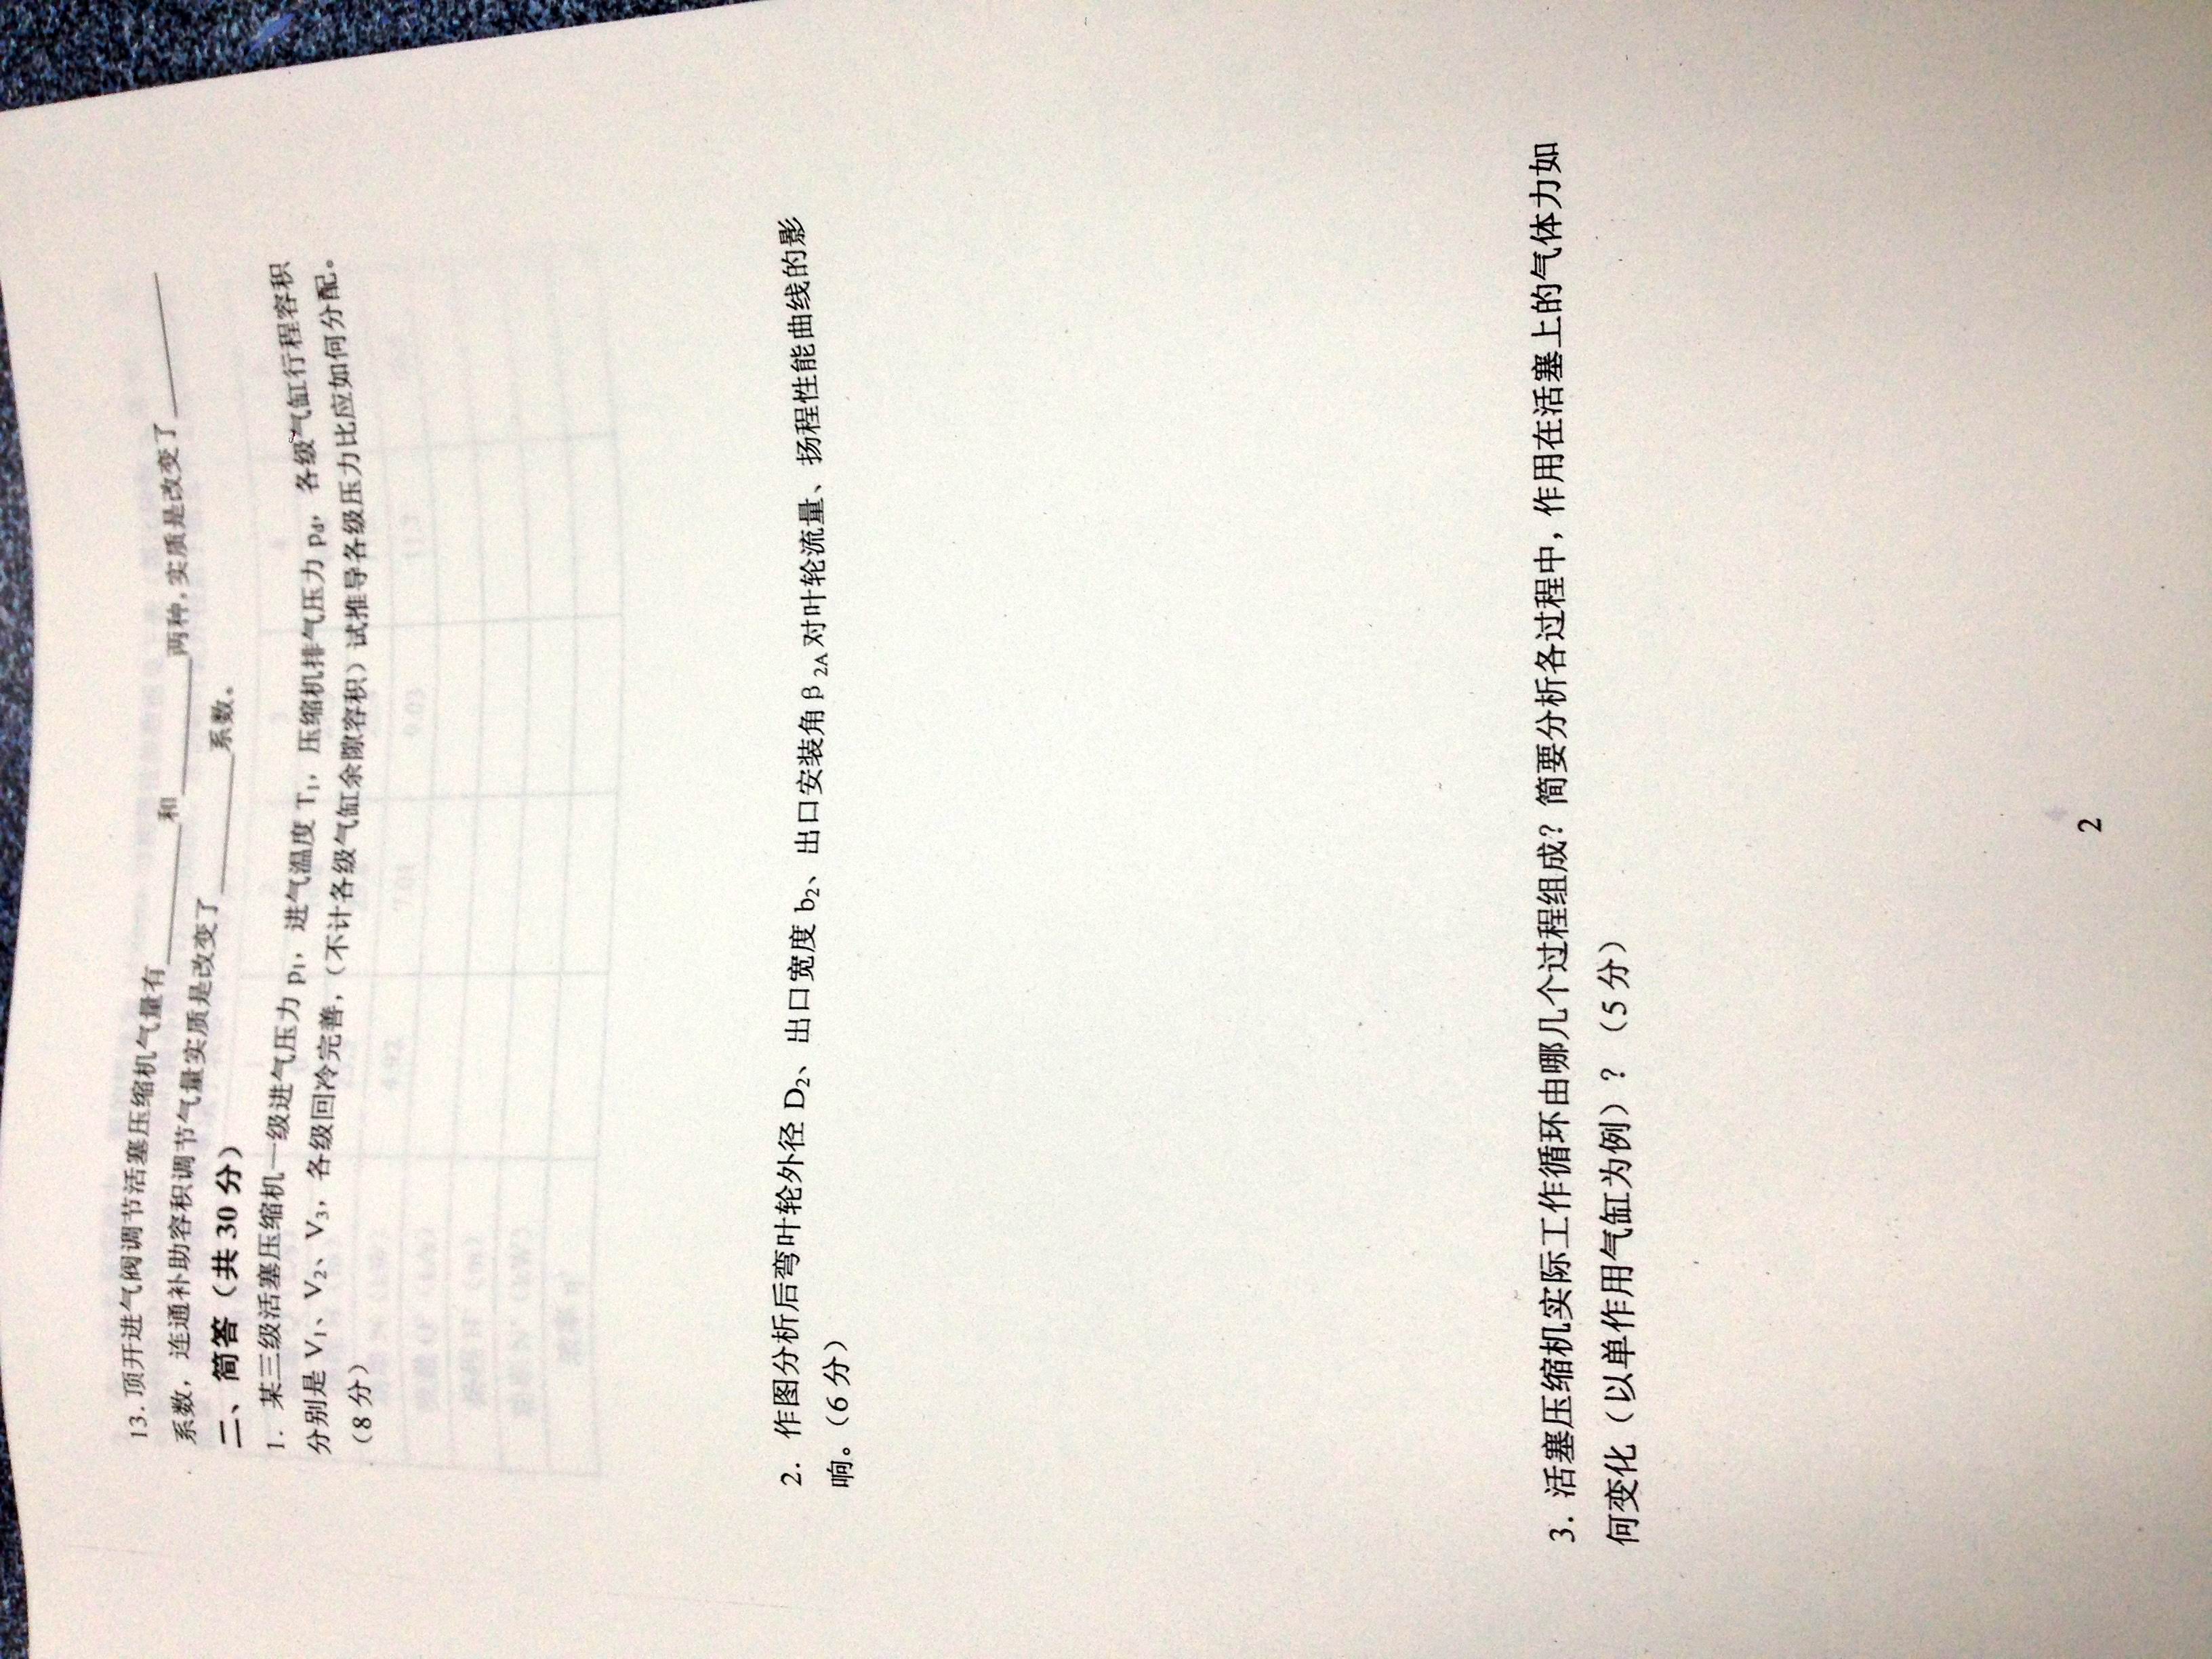 13. 顶开进气阀调节活塞压缩机气量有________和________两种，实质是改变了________
系数，连通补助容积调节气量实质是改变了________系数。
二、简答（共 30 分）
1. 某三级活塞压缩机一级进气压力 p₁，进气温度 T₁，压缩机排气压力 p_d，各级气缸行程容积
分别是 V₁、V₂、V₃，各级回冷完善，（不计各级气缸余隙容积）试推导各级压力比应如何分配。
（8 分）
2. 作图分析后弯叶轮外径 D₂、出口宽度 b₂、出口安装角 β2A 对叶轮流量、扬程性能曲线的影
响。（6 分）
3. 活塞压缩机实际工作循环由哪几个过程组成？简要分析各过程中，作用在活塞上的气体力如
何变化（以单作用气缸为例）？（5 分）
2